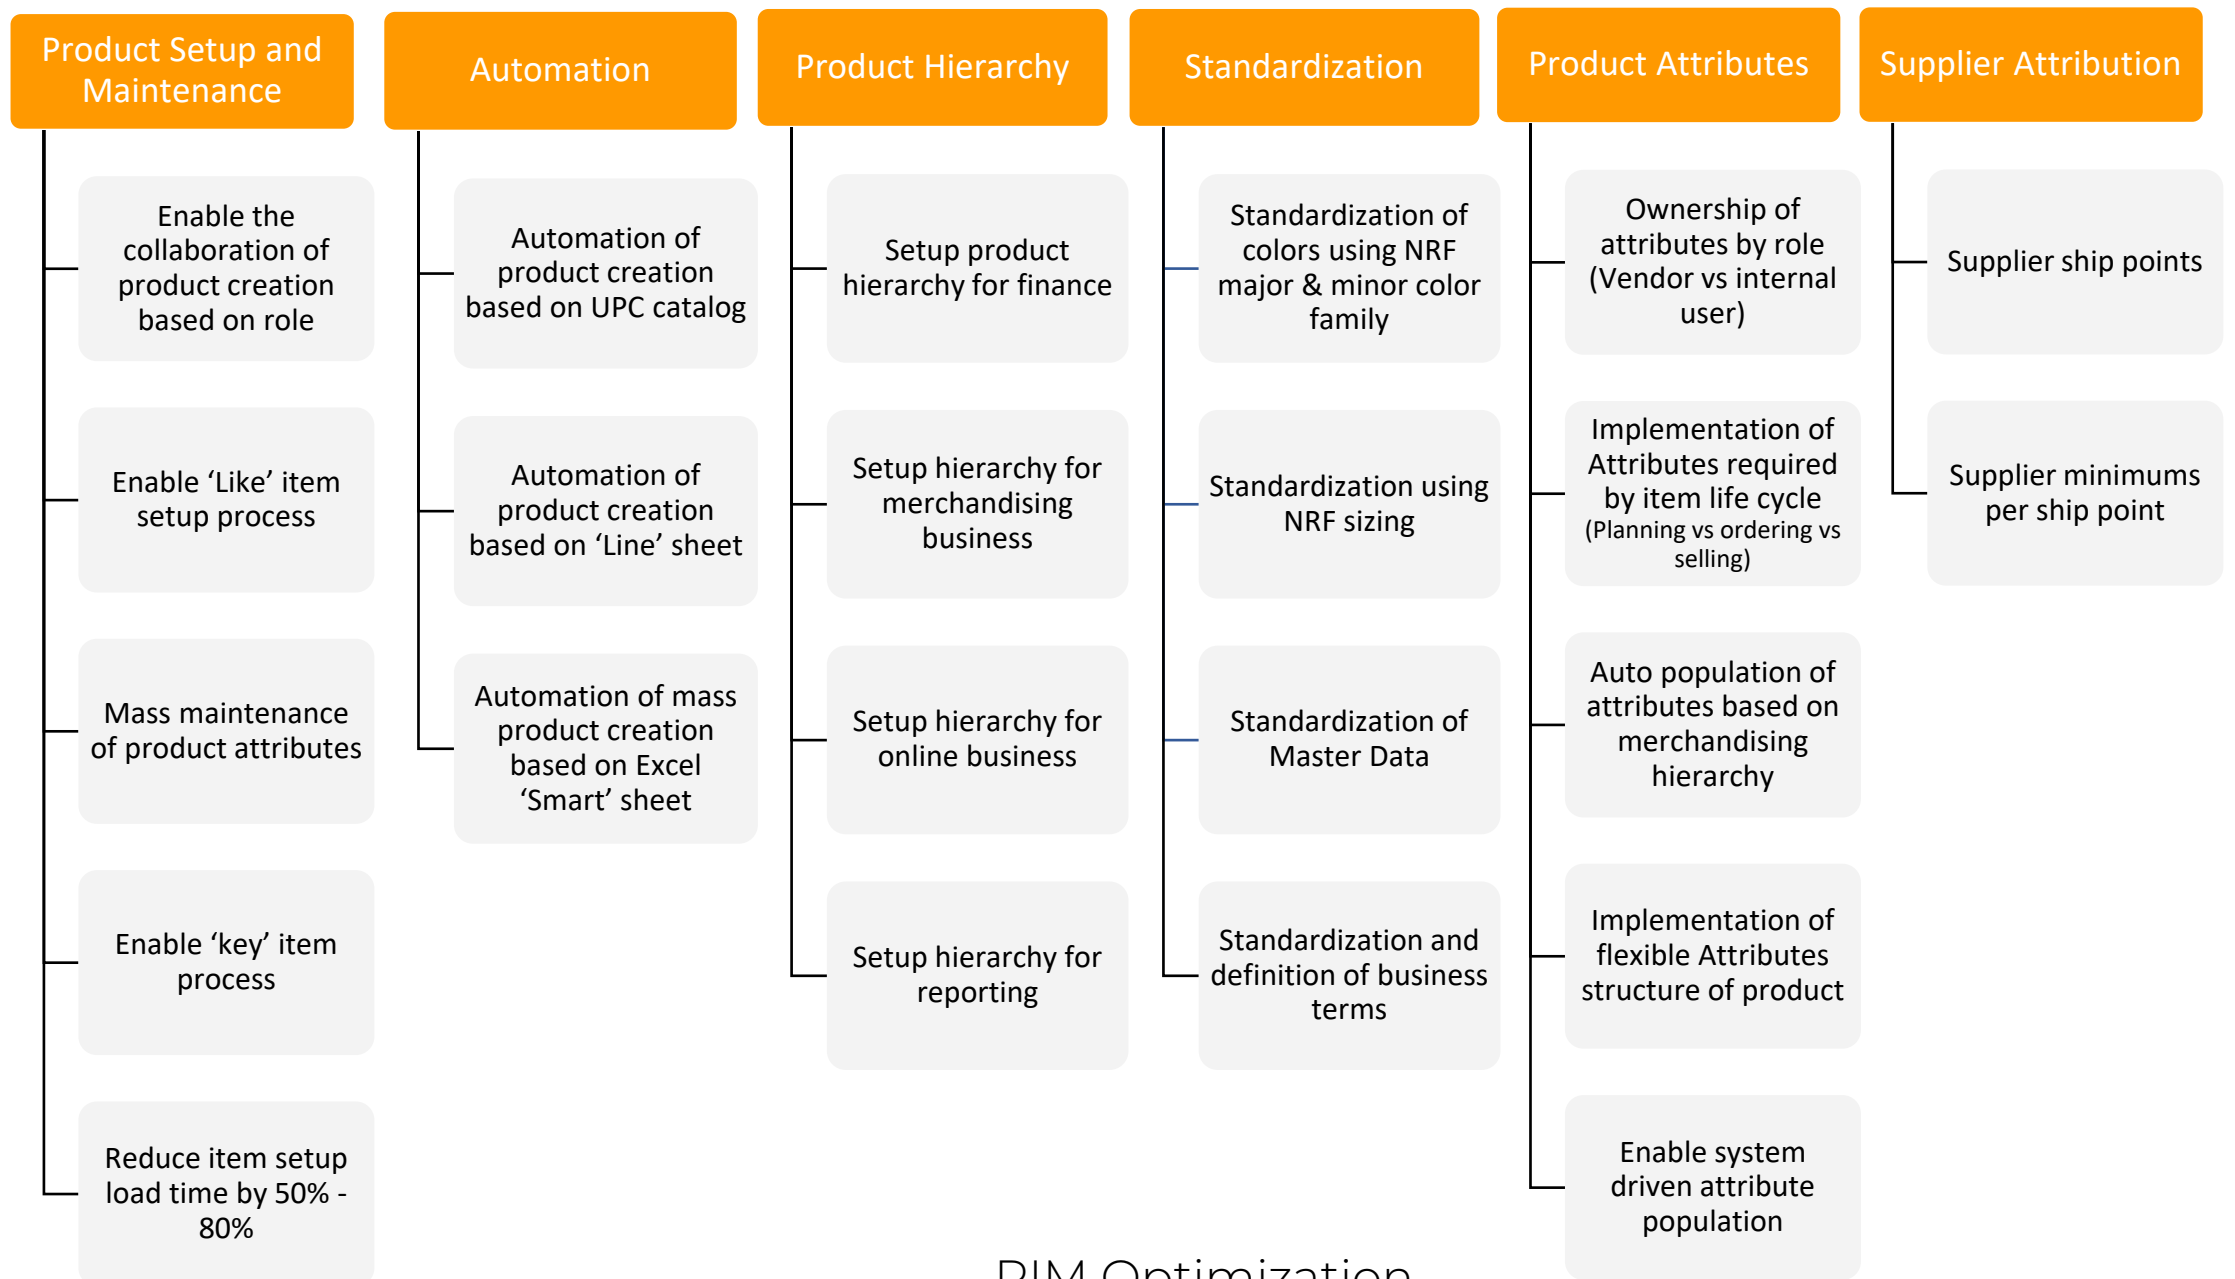 Product Setup and
Maintenance
Enable the
collaboration of
product creation
based on role
Enable ‘Like’ item
setup process
Mass maintenance
of product attributes
Enable ‘key’ item
process
Reduce item setup
load time by 50% -
80%
Automation
Automation of
product creation
based on UPC catalog
Automation of
product creation
based on ‘Line’ sheet
Automation of mass
product creation
based on Excel
‘Smart’ sheet
Product Hierarchy
Setup product
hierarchy for finance
Setup hierarchy for
merchandising
business
Setup hierarchy for
online business
Setup hierarchy for
reporting
Standardization
Standardization of
colors using NRF
major & minor color
family
Standardization using
NRF sizing
Standardization of
Master Data
Standardization and
definition of business
terms
Product Attributes
Ownership of
attributes by role
(Vendor vs internal
user)
Implementation of
Attributes required
by item life cycle
(Planning vs ordering vs
selling)
Auto population of
attributes based on
merchandising
hierarchy
Implementation of
flexible Attributes
structure of product
Enable system
driven attribute
population
Supplier Attribution
Supplier ship points
Supplier minimums
per ship point
PIM Optimization